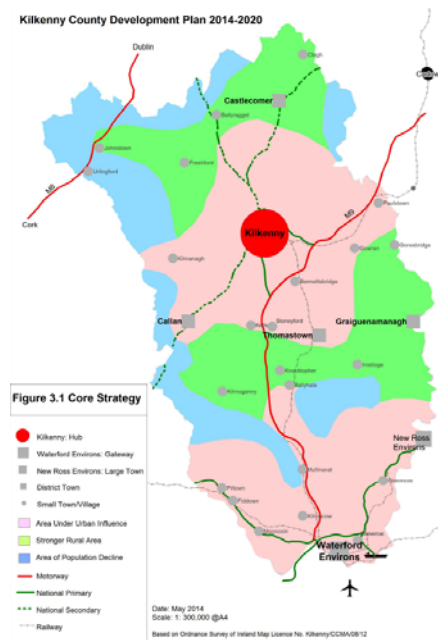 Kilkenny County Development Plan 2014-2020
Dublin
Clogh
Carlow
Castlecomer
Ballyragget
Johnstown
Freshford
Urlingford
M8
Cork
M9
Paulstown
Kilkenny
Gowran
Goresbridge
Kilmanagh
Bennettsbridge
Callan
Kells
Stoneyford
Thomastown
Graiguenamanagh
Knocktopher
Inistioge
Ballyhale
Kilmoganny
Figure 3.1 Core Strategy
Kilkenny: Hub
Waterford Environs: Gateway
New Ross Environs: Large Town
District Town
Small Town/Village
Area Under Urban Influence
Stronger Rural Area
Area of Population Decline
Motorway
National Primary
National Secondary
Railway
New Ross
Environs
Mullinavat
Piltown
Fiddown
Mooncoin
Kilmacow
Waterford
Environs
Date: May 2014
Scale: 1: 300,000 @A4
Based on Ordnance Survey of Ireland Map Licence No. Kilkenny/CCMA/08/12